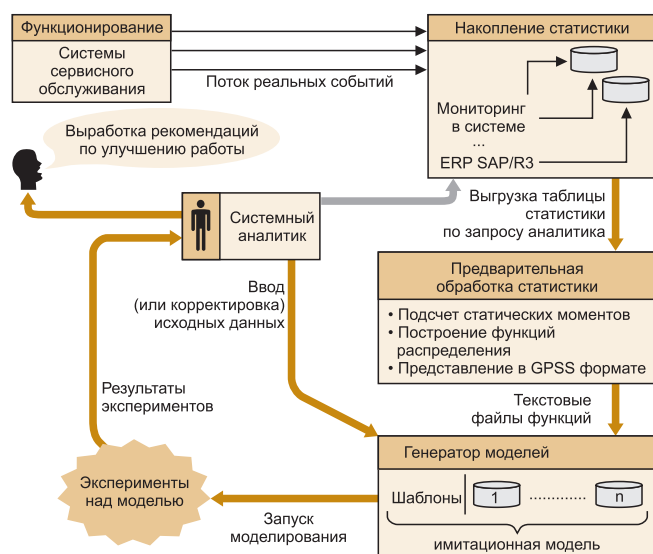 Функционирование
Системы
сервисного
обслуживания
Поток реальных событий
Накопление статистики
Мониторинг
в системе
...
ERP SAP/R3
Выработка рекомендаций
по улучшению работы
Системный
аналитик
Выгрузка таблицы
статистики
по запросу аналитика
Предварительная
обработка статистики
• Подсчет статических моментов
• Построение функций
распределения
• Представление в GPSS формате
Ввод
(или корректировка)
исходных данных
Результаты
экспериментов
Текстовые
файлы функций
Генератор моделей
Шаблоны
1 ............. n
имитационная модель
Эксперименты
над моделью
Запуск
моделирования